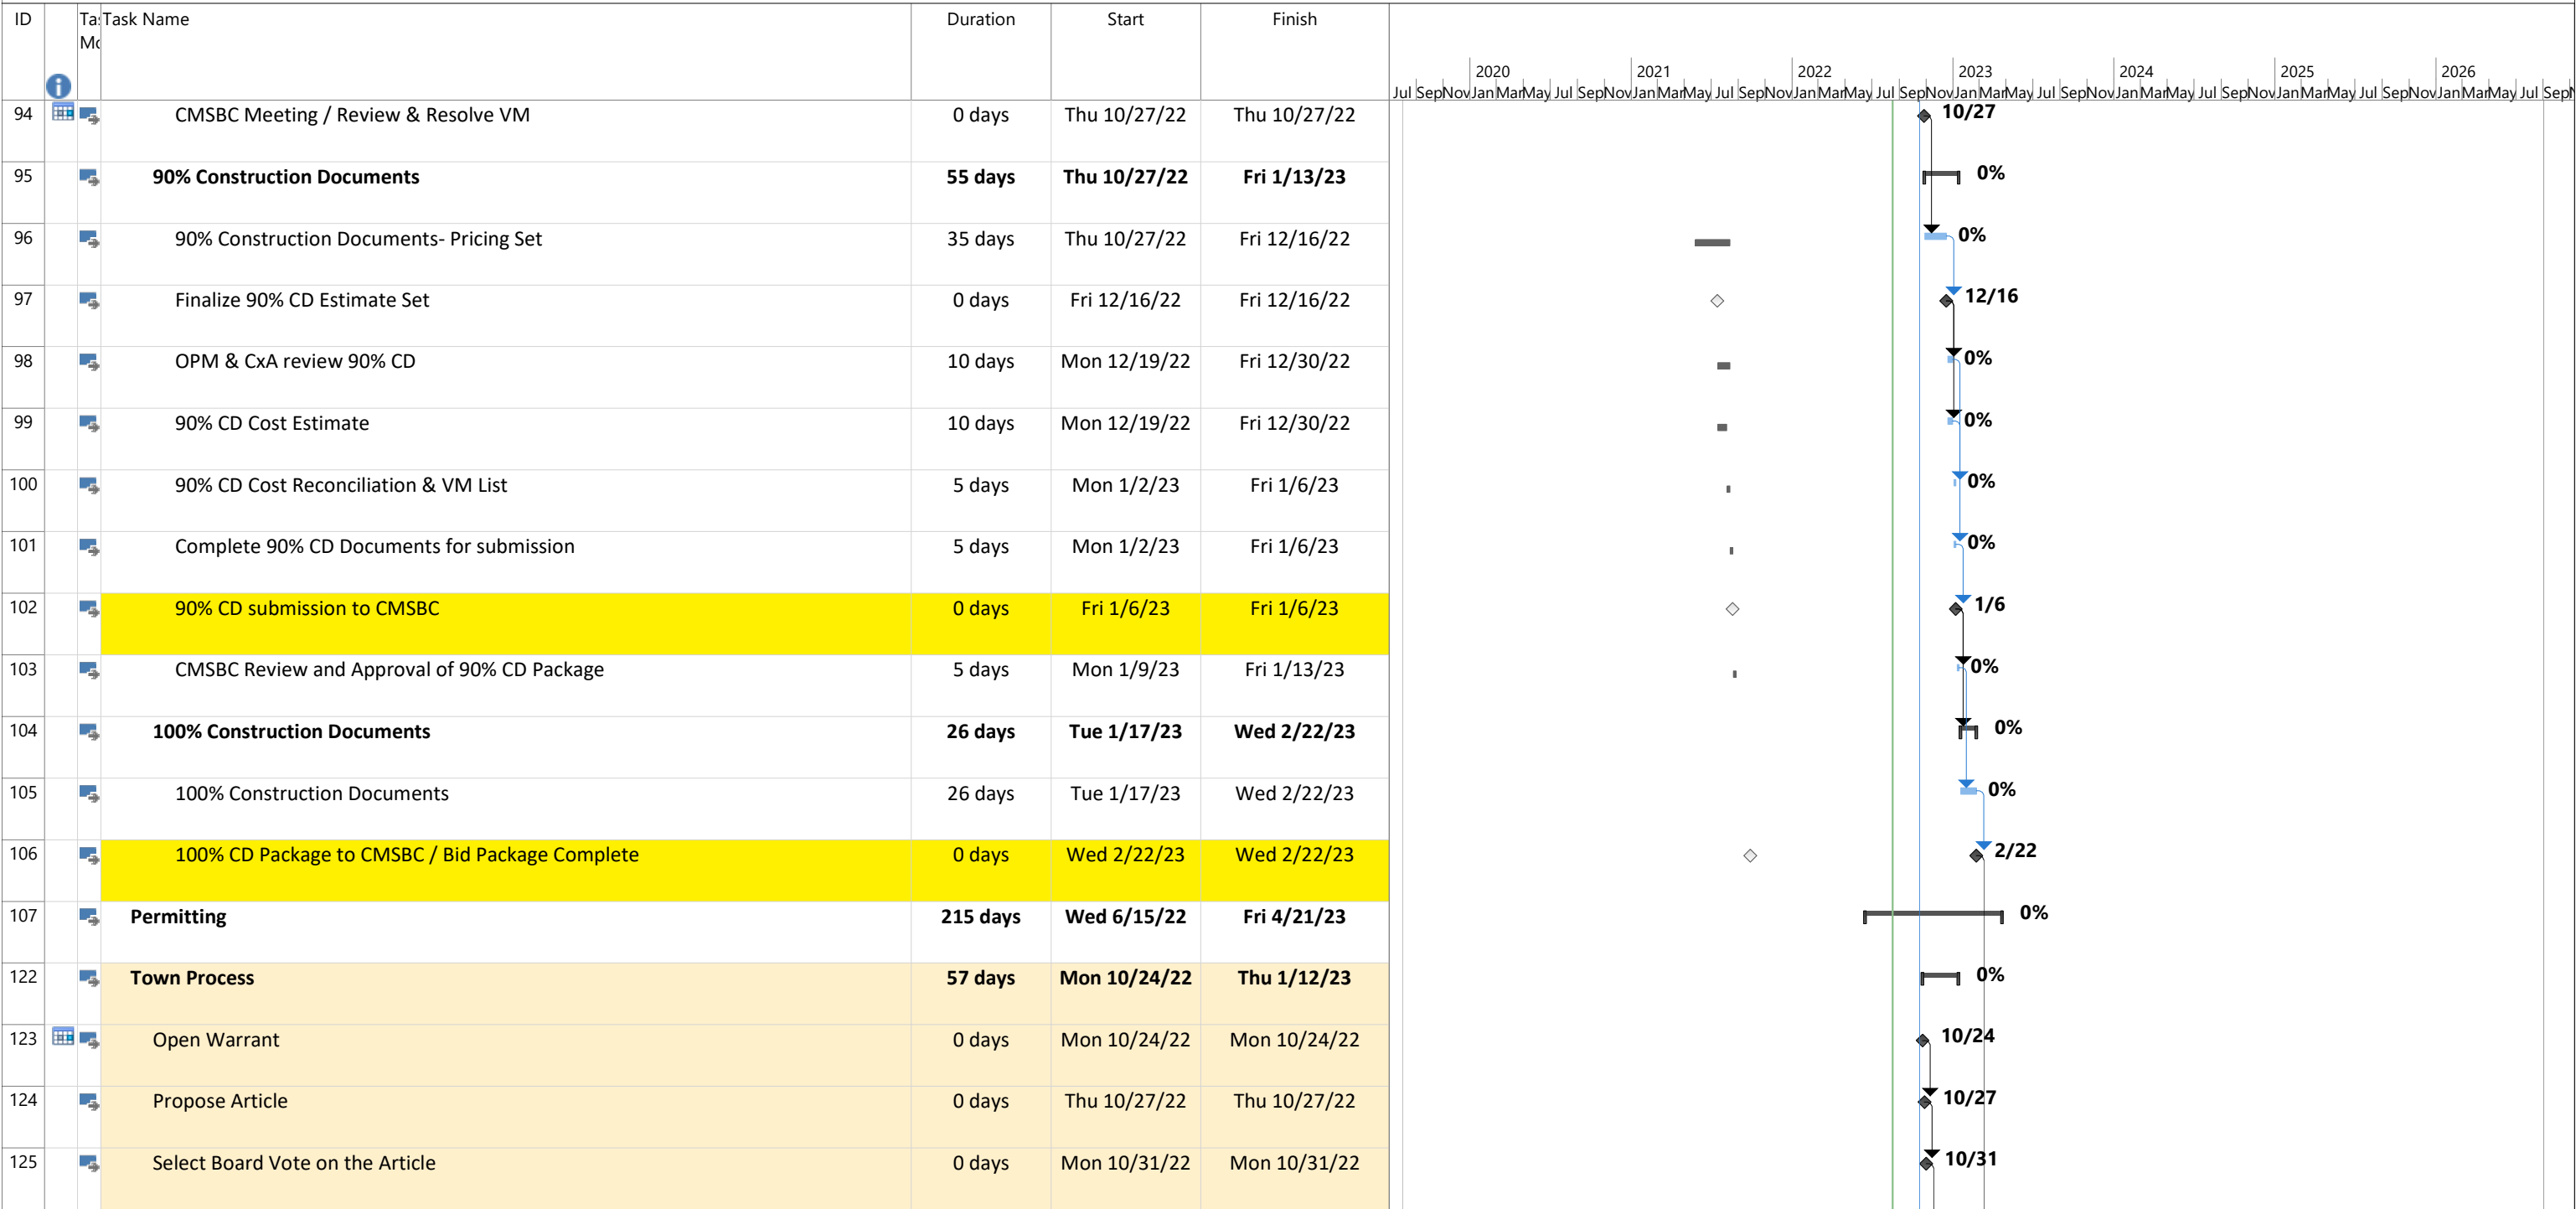 ID Tas Task Name Duration Start Finish
Mo
2020 2021 2022 2023 2024 2025 2026
Jul Sep Nov Jan Mar May Jul Sep Nov Jan Mar May Jul Sep Nov Jan Mar May Jul Sep Nov Jan Mar May Jul Sep Nov Jan Mar May Jul Sep Nov Jan Mar May Jul Sep Nov Jan Mar May Jul Sep N
94 CMSBC Meeting / Review & Resolve VM 0 days Thu 10/27/22 Thu 10/27/22 10/27
95 90% Construction Documents 55 days Thu 10/27/22 Fri 1/13/23 0%
96 90% Construction Documents- Pricing Set 35 days Thu 10/27/22 Fri 12/16/22 0%
97 Finalize 90% CD Estimate Set 0 days Fri 12/16/22 Fri 12/16/22 12/16
98 OPM & CxA review 90% CD 10 days Mon 12/19/22 Fri 12/30/22 0%
99 90% CD Cost Estimate 10 days Mon 12/19/22 Fri 12/30/22 0%
100 90% CD Cost Reconciliation & VM List 5 days Mon 1/2/23 Fri 1/6/23 0%
101 Complete 90% CD Documents for submission 5 days Mon 1/2/23 Fri 1/6/23 0%
102 90% CD submission to CMSBC 0 days Fri 1/6/23 Fri 1/6/23 1/6
103 CMSBC Review and Approval of 90% CD Package 5 days Mon 1/9/23 Fri 1/13/23 0%
104 100% Construction Documents 26 days Tue 1/17/23 Wed 2/22/23 0%
105 100% Construction Documents 26 days Tue 1/17/23 Wed 2/22/23 0%
106 100% CD Package to CMSBC / Bid Package Complete 0 days Wed 2/22/23 Wed 2/22/23 2/22
107 Permitting 215 days Wed 6/15/22 Fri 4/21/23 0%
122 Town Process 57 days Mon 10/24/22 Thu 1/12/23 0%
123 Open Warrant 0 days Mon 10/24/22 Mon 10/24/22 10/24
124 Propose Article 0 days Thu 10/27/22 Thu 10/27/22 10/27
125 Select Board Vote on the Article 0 days Mon 10/31/22 Mon 10/31/22 10/31